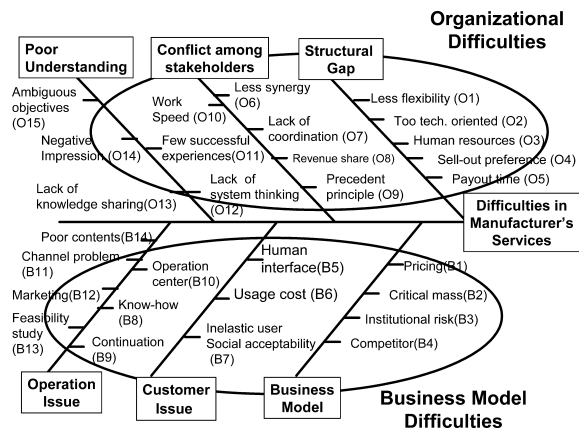 Organizational
Difficulties
Poor
Understanding
Conflict among
stakeholders
Structural
Gap
Ambiguous
objectives
(O15)
Negative
Impression (O14)
Lack of
knowledge sharing(O13)
Work
Speed (O10)
Few successful
experiences(O11)
Lack of
system thinking
(O12)
Less synergy
(O6)
Lack of
coordination (O7)
Revenue share (O8)
Precedent
principle (O9)
Less flexibility (O1)
Too tech. oriented (O2)
Human resources (O3)
Sell-out preference (O4)
Payout time (O5)
Difficulties in
Manufacturer's
Services
Poor contents(B14)
Channel problem
(B11)
Marketing(B12)
Feasibility
study
(B13)
Operation
center(B10)
Know-how
(B8)
Continuation
(B9)
Human
interface(B5)
Usage cost (B6)
Inelastic user
Social acceptability
(B7)
Pricing(B1)
Critical mass(B2)
Institutional risk(B3)
Competitor(B4)
Operation
Issue
Customer
Issue
Business
Model
Business Model
Difficulties